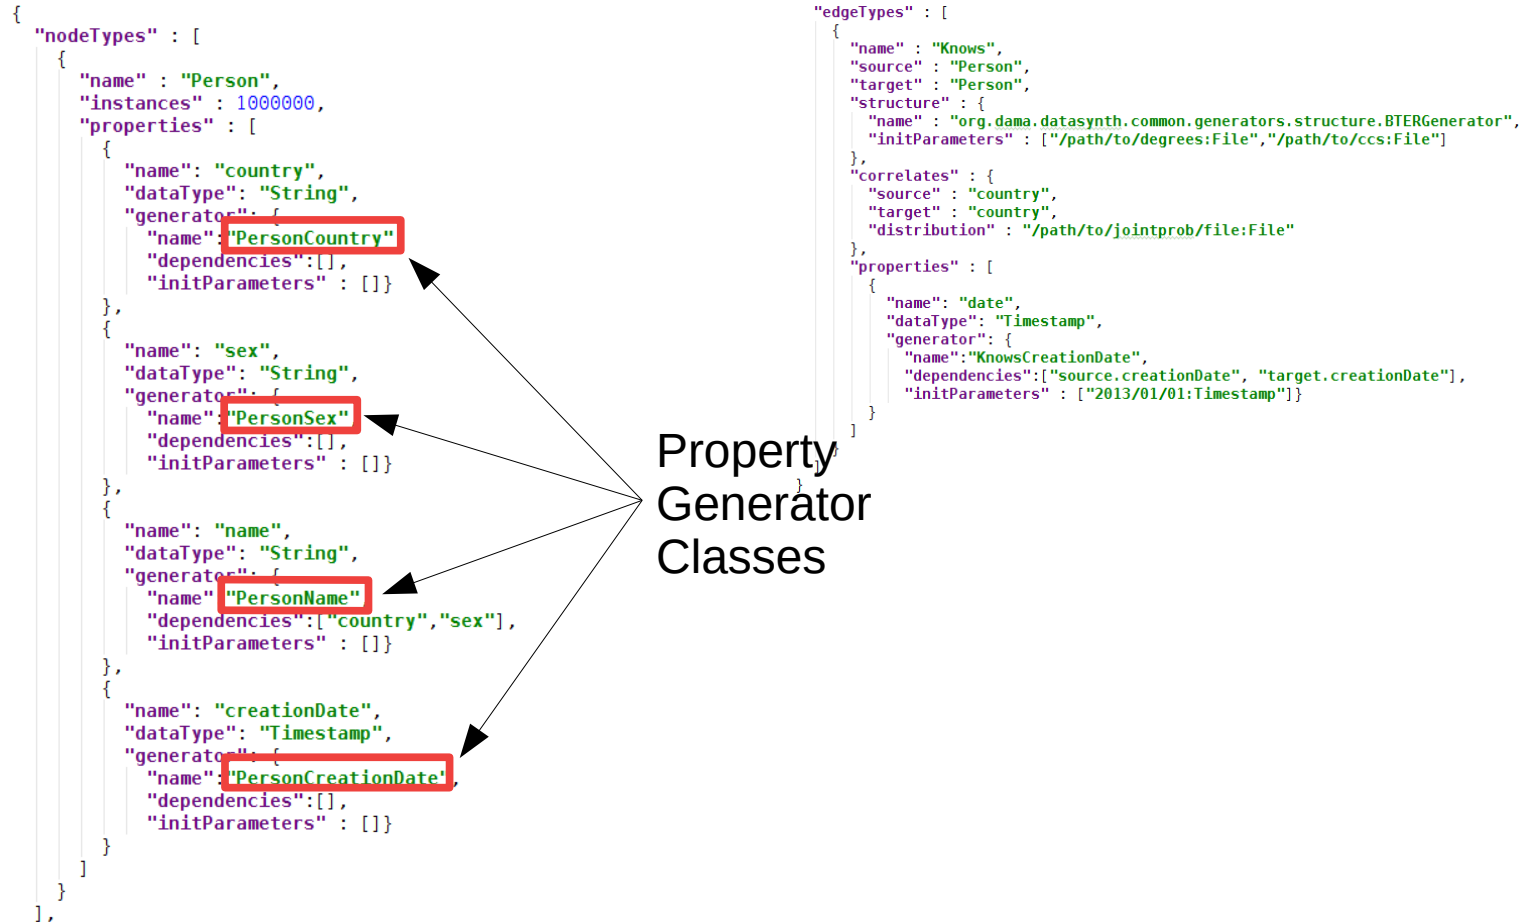 {
"nodeTypes" : [
{
"name" : "Person",
"instances" : 1000000,
"properties" : [
{
"name": "country",
"dataType": "String",
"generator": {
"name":"PersonCountry"
"dependencies":[],
"initParameters" : []}
},
{
"name": "sex",
"dataType": "String",
"generator": {
"name":"PersonSex"
"dependencies":[],
"initParameters" : []}
},
{
"name": "name",
"dataType": "String",
"generator": {
"name" "PersonName",
"dependencies":["country","sex"],
"initParameters" : []}
},
{
"name": "creationDate",
"dataType": "Timestamp",
"generator": {
"name":"PersonCreationDate",
"dependencies":[],
"initParameters" : []}
}
]
}
],
Property
Generator
Classes
"edgeTypes" : [
{
"name" : "Knows",
"source" : "Person",
"target" : "Person",
"structure" : {
"name" : "org.dama.datasynth.common.generators.structure.BTERGenerator",
"initParameters" : ["/path/to/degrees:File","/path/to/ccs:File"]
},
"correlates" : {
"source" : "country",
"target" : "country",
"distribution" : "/path/to/jointprob/file:File"
},
"properties" : [
{
"name": "date",
"dataType": "Timestamp",
"generator": {
"name":"KnowsCreationDate",
"dependencies":["source.creationDate", "target.creationDate"],
"initParameters" : ["2013/01/01:Timestamp"]}
}
]
}
]
}